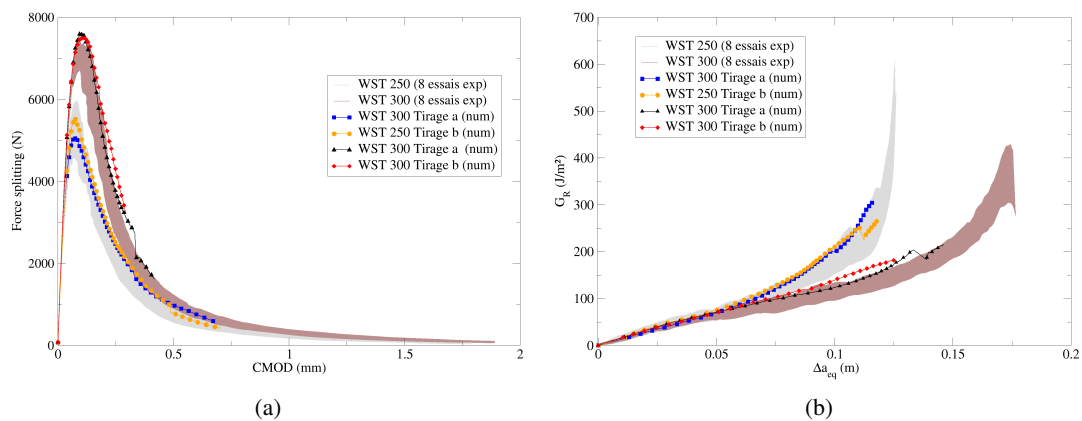 8000
6000
4000
2000
0
Force splitting (N)
WST 250 (8 essais exp)
WST 300 (8 essais exp)
WST 300 Tirage a (num)
WST 250 Tirage b (num)
WST 300 Tirage a (num)
WST 300 Tirage b (num)
0 0.5 1 1.5 2
CMOD (mm)
(a)
700
600
500
400
300
200
100
0
G_R (J/m²)
WST 250 (8 essais exp)
WST 300 (8 essais exp)
WST 300 Tirage a (num)
WST 250 Tirage b (num)
WST 300 Tirage a (num)
WST 300 Tirage b (num)
0 0.05 0.1 0.15 0.2
Δa_eq (m)
(b)